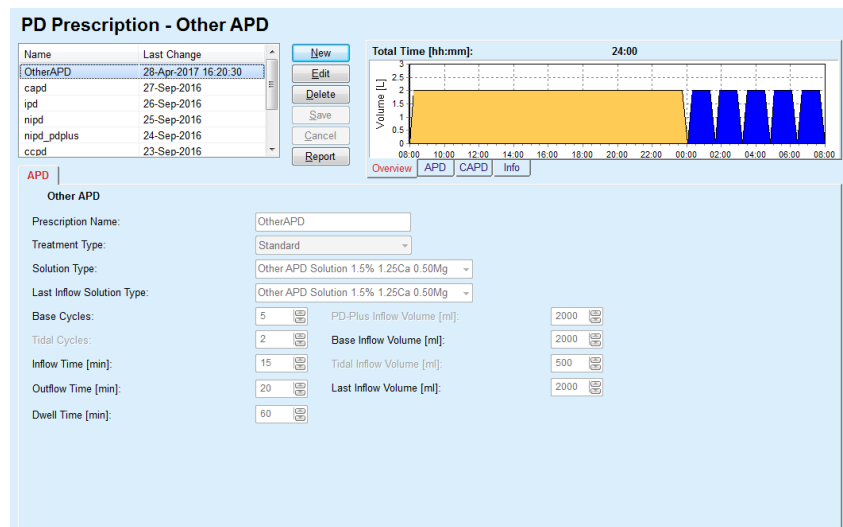 PD Prescription - Other APD
Name Last Change
OtherAPD 28-Apr-2017 16:20:30
capd 27-Sep-2016
ipd 26-Sep-2016
nipd 25-Sep-2016
nipd_pdplus 24-Sep-2016
ccpd 23-Sep-2016
New
Edit
Delete
Save
Cancel
Report
Total Time [hh:mm]: 24:00
Volume [L]
3
2.5
2
1.5
1
0.5
0
08:00 10:00 12:00 14:00 16:00 18:00 20:00 22:00 00:00 02:00 04:00 06:00 08:00
Overview APD CAPD Info
APD
Other APD
Prescription Name: OtherAPD
Treatment Type: Standard
Solution Type: Other APD Solution 1.5% 1.25Ca 0.50Mg
Last Inflow Solution Type: Other APD Solution 1.5% 1.25Ca 0.50Mg
Base Cycles: 5 PD-Plus Inflow Volume [ml]: 2000
Tidal Cycles: 2 Base Inflow Volume [ml]: 2000
Inflow Time [min]: 15 Tidal Inflow Volume [ml]: 500
Outflow Time [min]: 20 Last Inflow Volume [ml]: 2000
Dwell Time [min]: 60